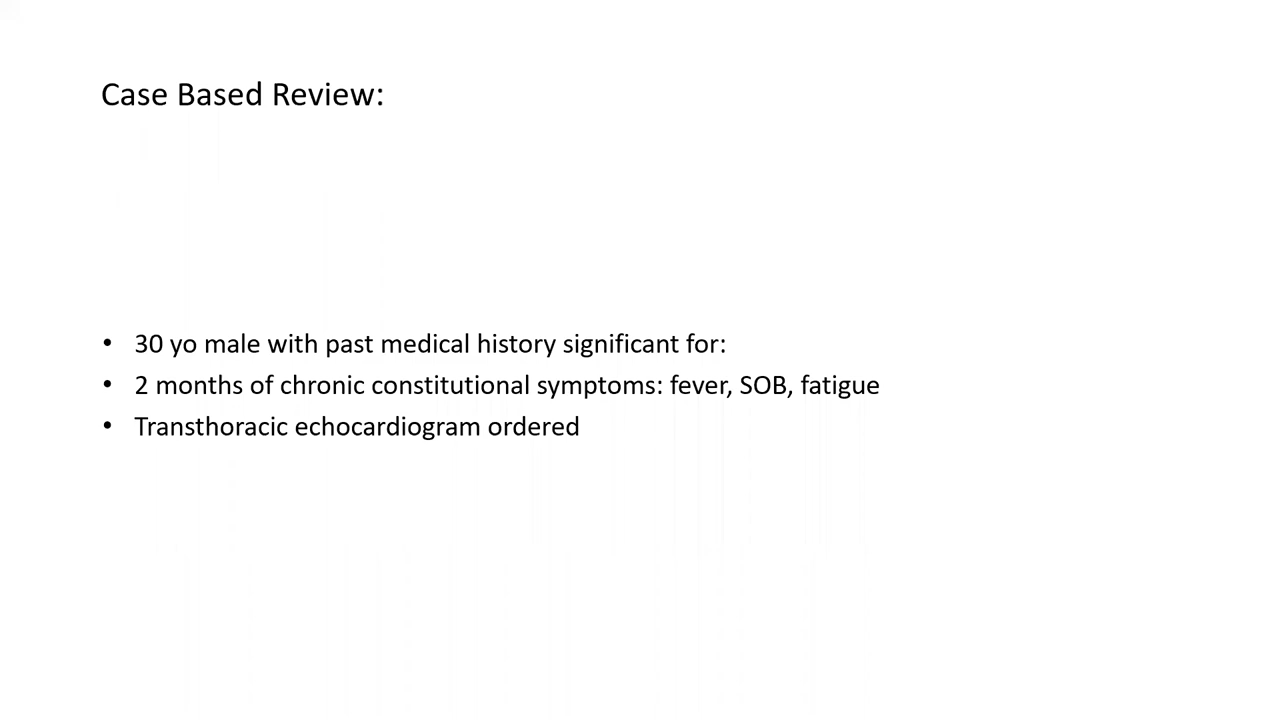 Case Based Review:
• 30 yo male with past medical history significant for:
• 2 months of chronic constitutional symptoms: fever, SOB, fatigue
• Transthoracic echocardiogram ordered